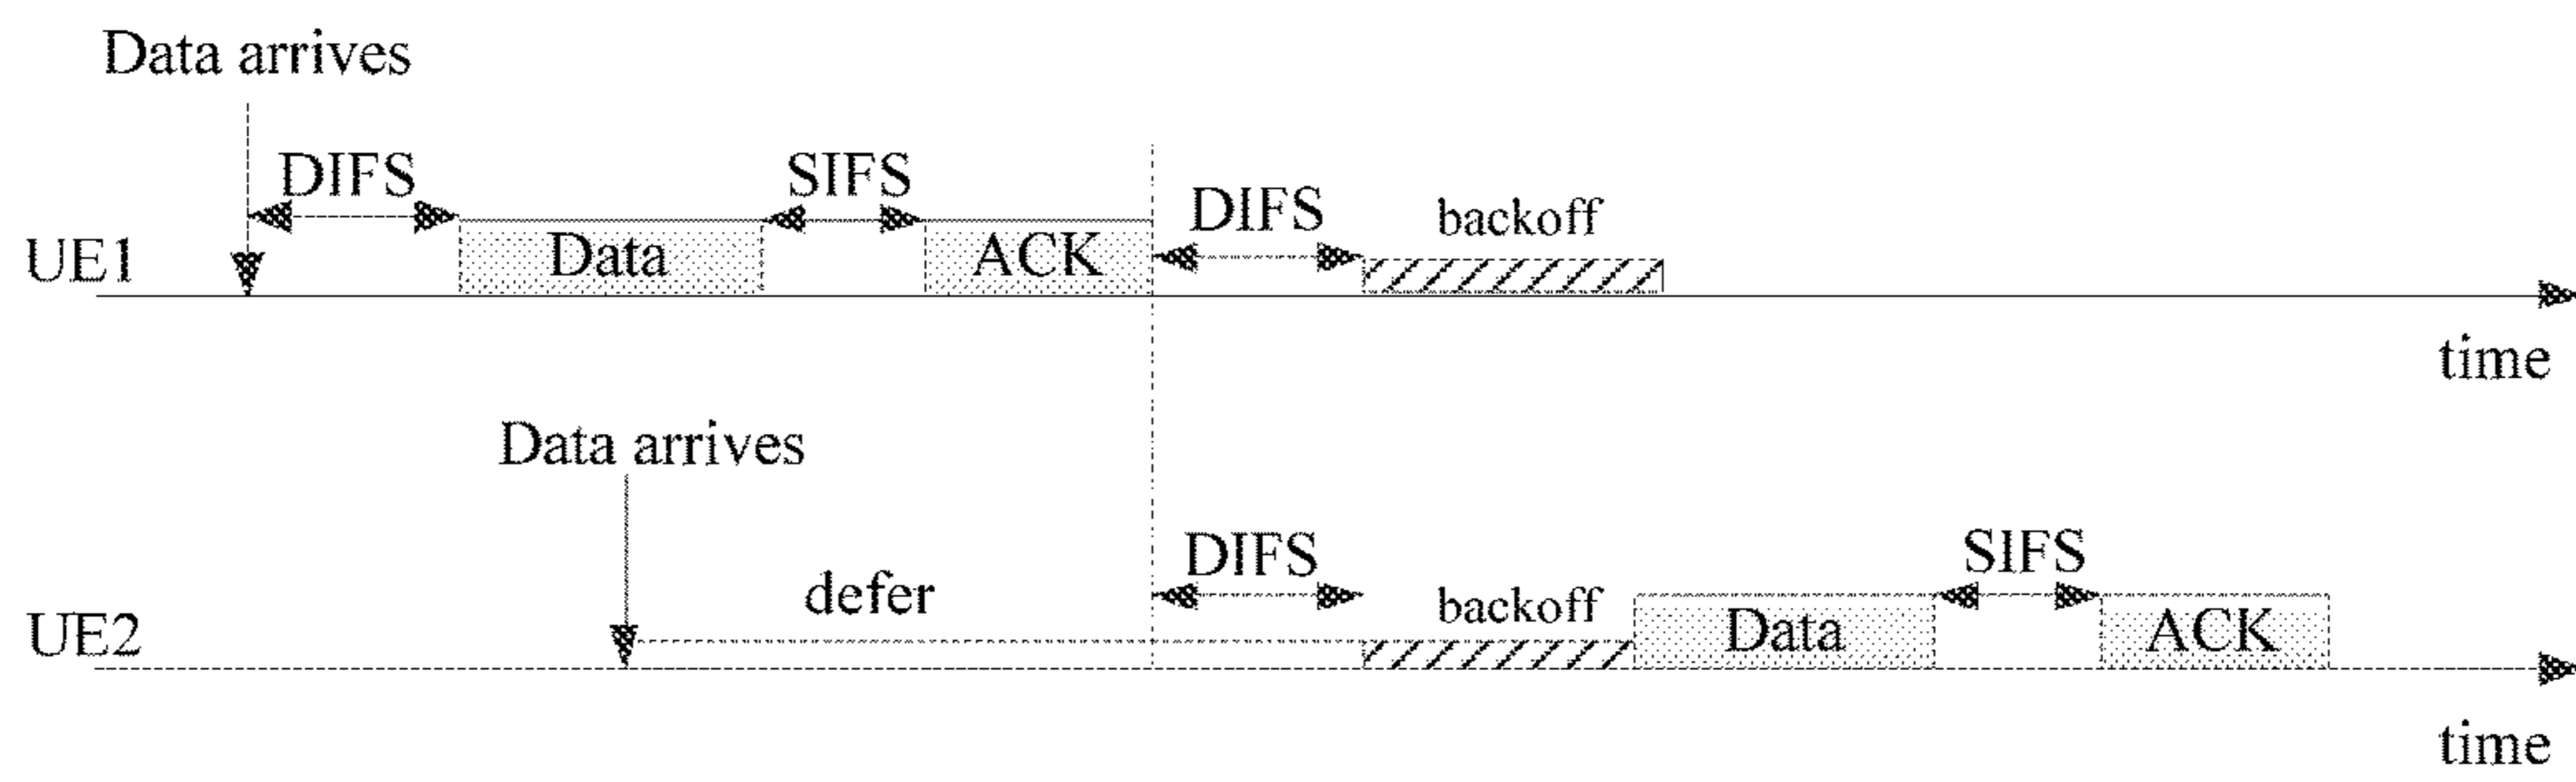 Data arrives
DIFS
SIFS
DIFS
backoff
UE1
Data
ACK
time
Data arrives
defer
DIFS
backoff
SIFS
UE2
Data
ACK
time